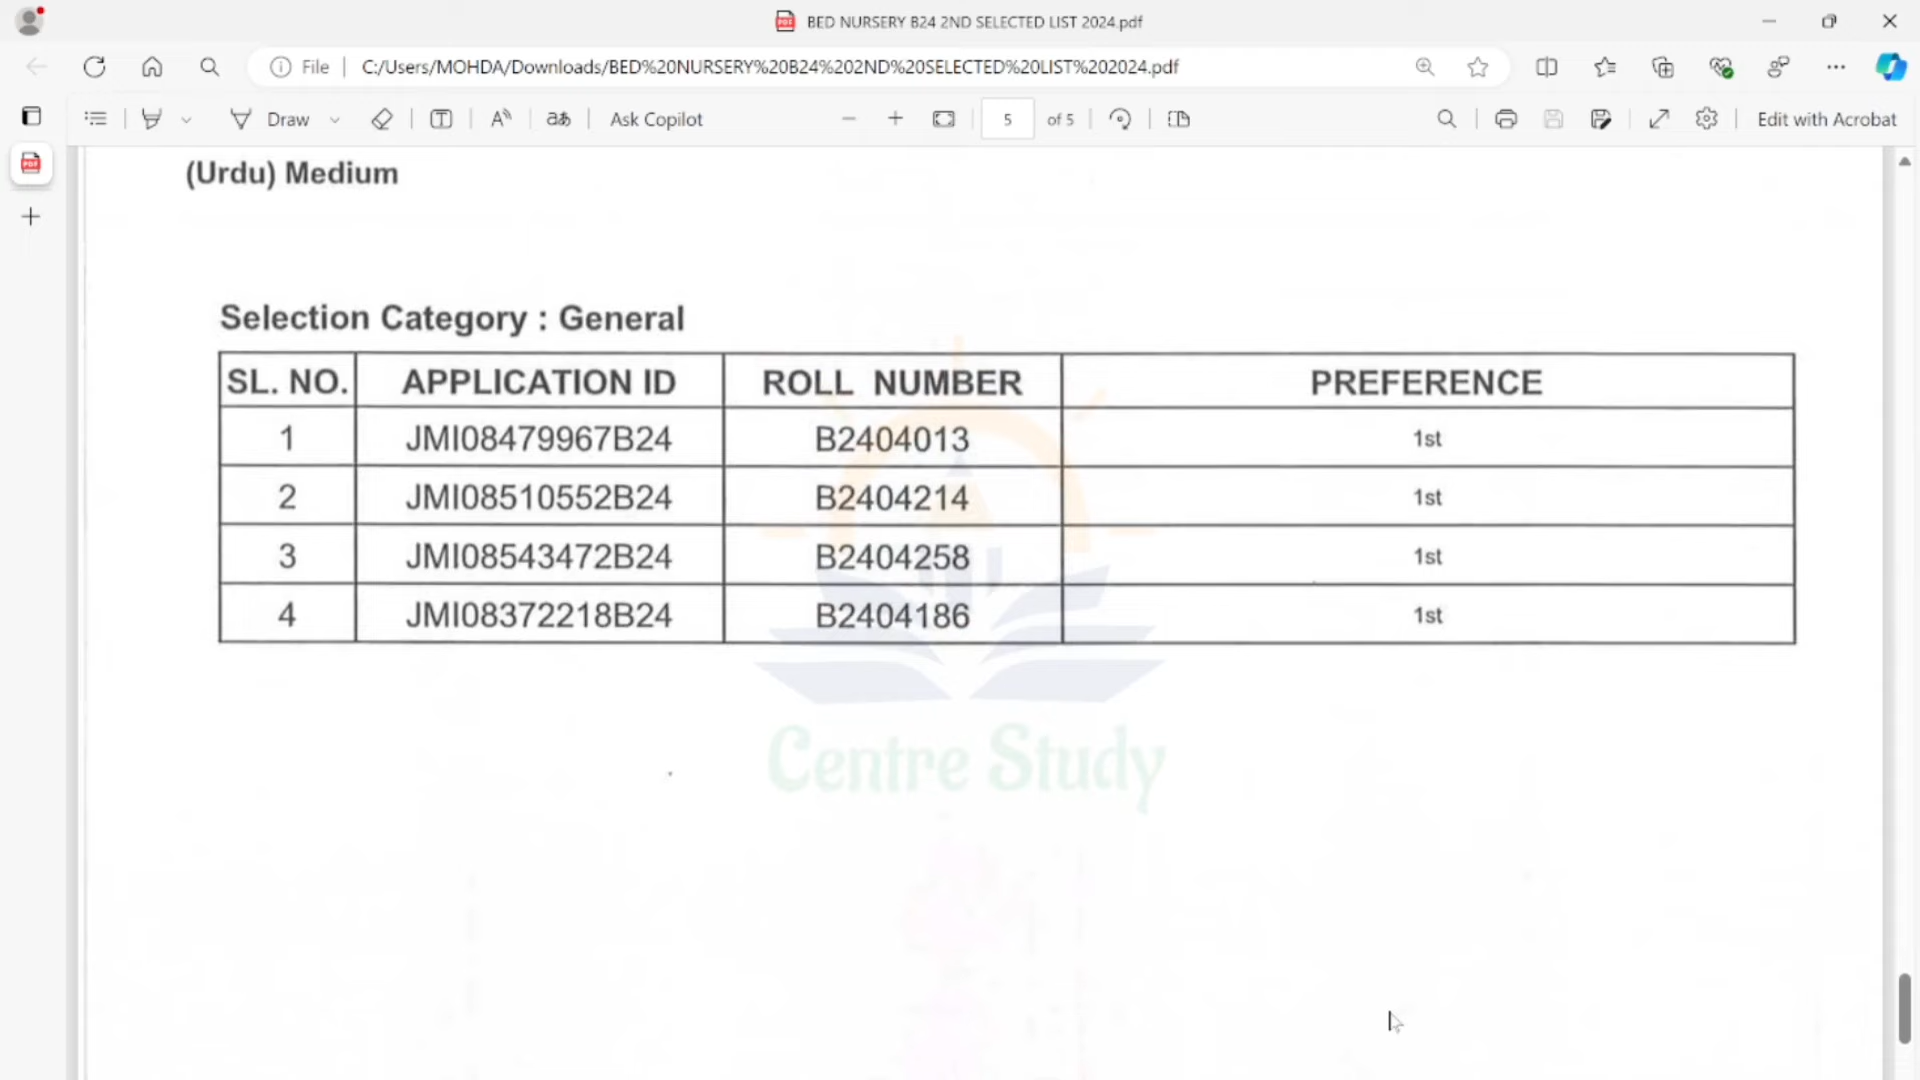 BED NURSERY B24 2ND SELECTED LIST 2024.pdf
File C:/Users/MOHDA/Downloads/BED%20NURSERY%20B24%202ND%20SELECTED%20LIST%202024.pdf
Draw aあ Ask Copilot 5 of 5 Edit with Acrobat
(Urdu) Medium
Selection Category : General
SL. NO. APPLICATION ID ROLL NUMBER PREFERENCE
1 JMI08479967B24 B2404013 1st
2 JMI08510552B24 B2404214 1st
3 JMI08543472B24 B2404258 1st
4 JMI08372218B24 B2404186 1st
Centre Study